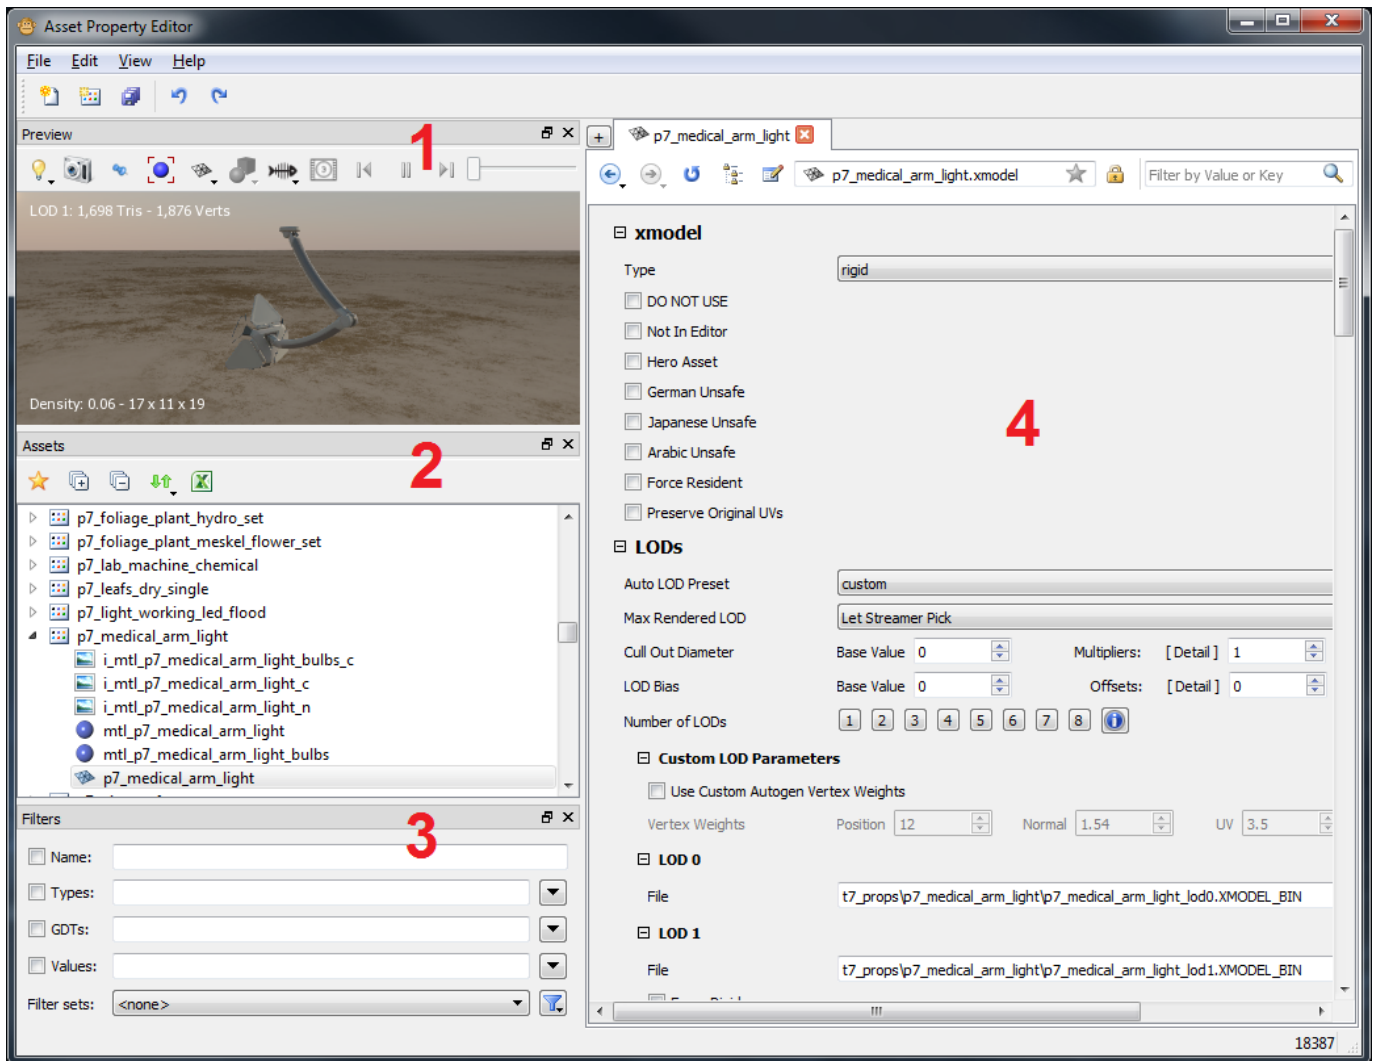 Asset Property Editor
File Edit View Help
Preview
1
LOD 1: 1,698 Tris - 1,876 Verts
Density: 0.06 - 17 x 11 x 19
Assets
2
p7_foliage_plant_hydro_set
p7_foliage_plant_meskel_flower_set
p7_lab_machine_chemical
p7_leafs_dry_single
p7_light_working_led_flood
p7_medical_arm_light
i_mtl_p7_medical_arm_light_bulbs_c
i_mtl_p7_medical_arm_light_c
i_mtl_p7_medical_arm_light_n
mtl_p7_medical_arm_light
mtl_p7_medical_arm_light_bulbs
p7_medical_arm_light
Filters
3
Name:
Types:
GDTs:
Values:
Filter sets: <none>
p7_medical_arm_light
p7_medical_arm_light.xmodel Filter by Value or Key
xmodel
Type rigid
DO NOT USE
Not In Editor
Hero Asset
German Unsafe
Japanese Unsafe
4
Arabic Unsafe
Force Resident
Preserve Original UVs
LODs
Auto LOD Preset custom
Max Rendered LOD Let Streamer Pick
Cull Out Diameter Base Value 0 Multipliers: [ Detail ] 1
LOD Bias Base Value 0 Offsets: [ Detail ] 0
Number of LODs 1 2 3 4 5 6 7 8
Custom LOD Parameters
Use Custom Autogen Vertex Weights
Vertex Weights Position 12 Normal 1.54 UV 3.5
LOD 0
File t7_props\p7_medical_arm_light\p7_medical_arm_light_lod0.XMODEL_BIN
LOD 1
File t7_props\p7_medical_arm_light\p7_medical_arm_light_lod1.XMODEL_BIN
18387